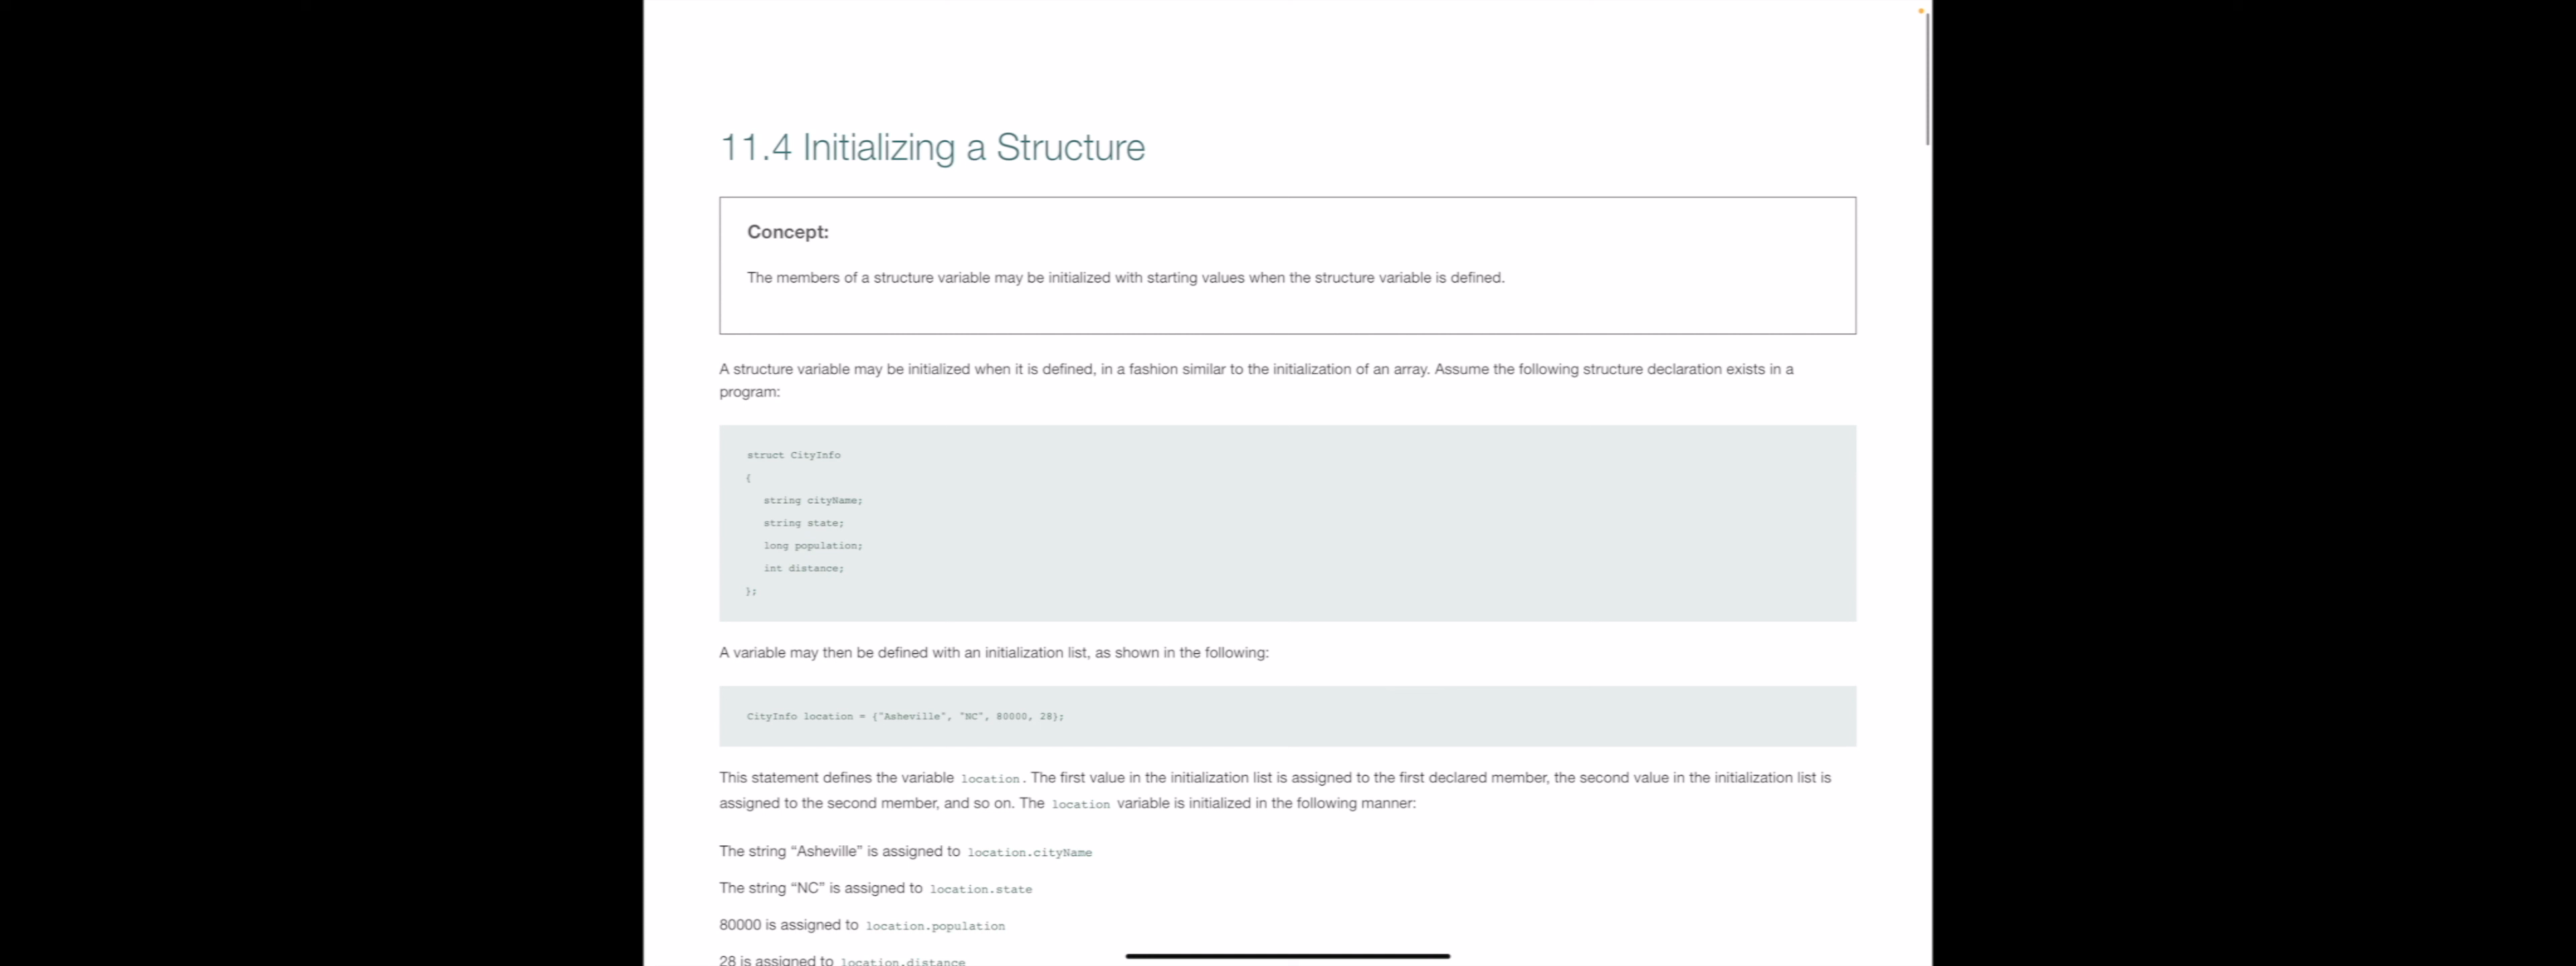 11.4 Initializing a Structure
Concept:
The members of a structure variable may be initialized with starting values when the structure variable is defined.
A structure variable may be initialized when it is defined, in a fashion similar to the initialization of an array. Assume the following structure declaration exists in a
program:
struct CityInfo
{
string cityName;
string state;
long population;
int distance;
};
A variable may then be defined with an initialization list, as shown in the following:
CityInfo location = {"Asheville", "NC", 80000, 28};
This statement defines the variable location. The first value in the initialization list is assigned to the first declared member, the second value in the initialization list is
assigned to the second member, and so on. The location variable is initialized in the following manner:
The string “Asheville” is assigned to location.cityName
The string “NC” is assigned to location.state
80000 is assigned to location.population
28 is assigned to location.distance